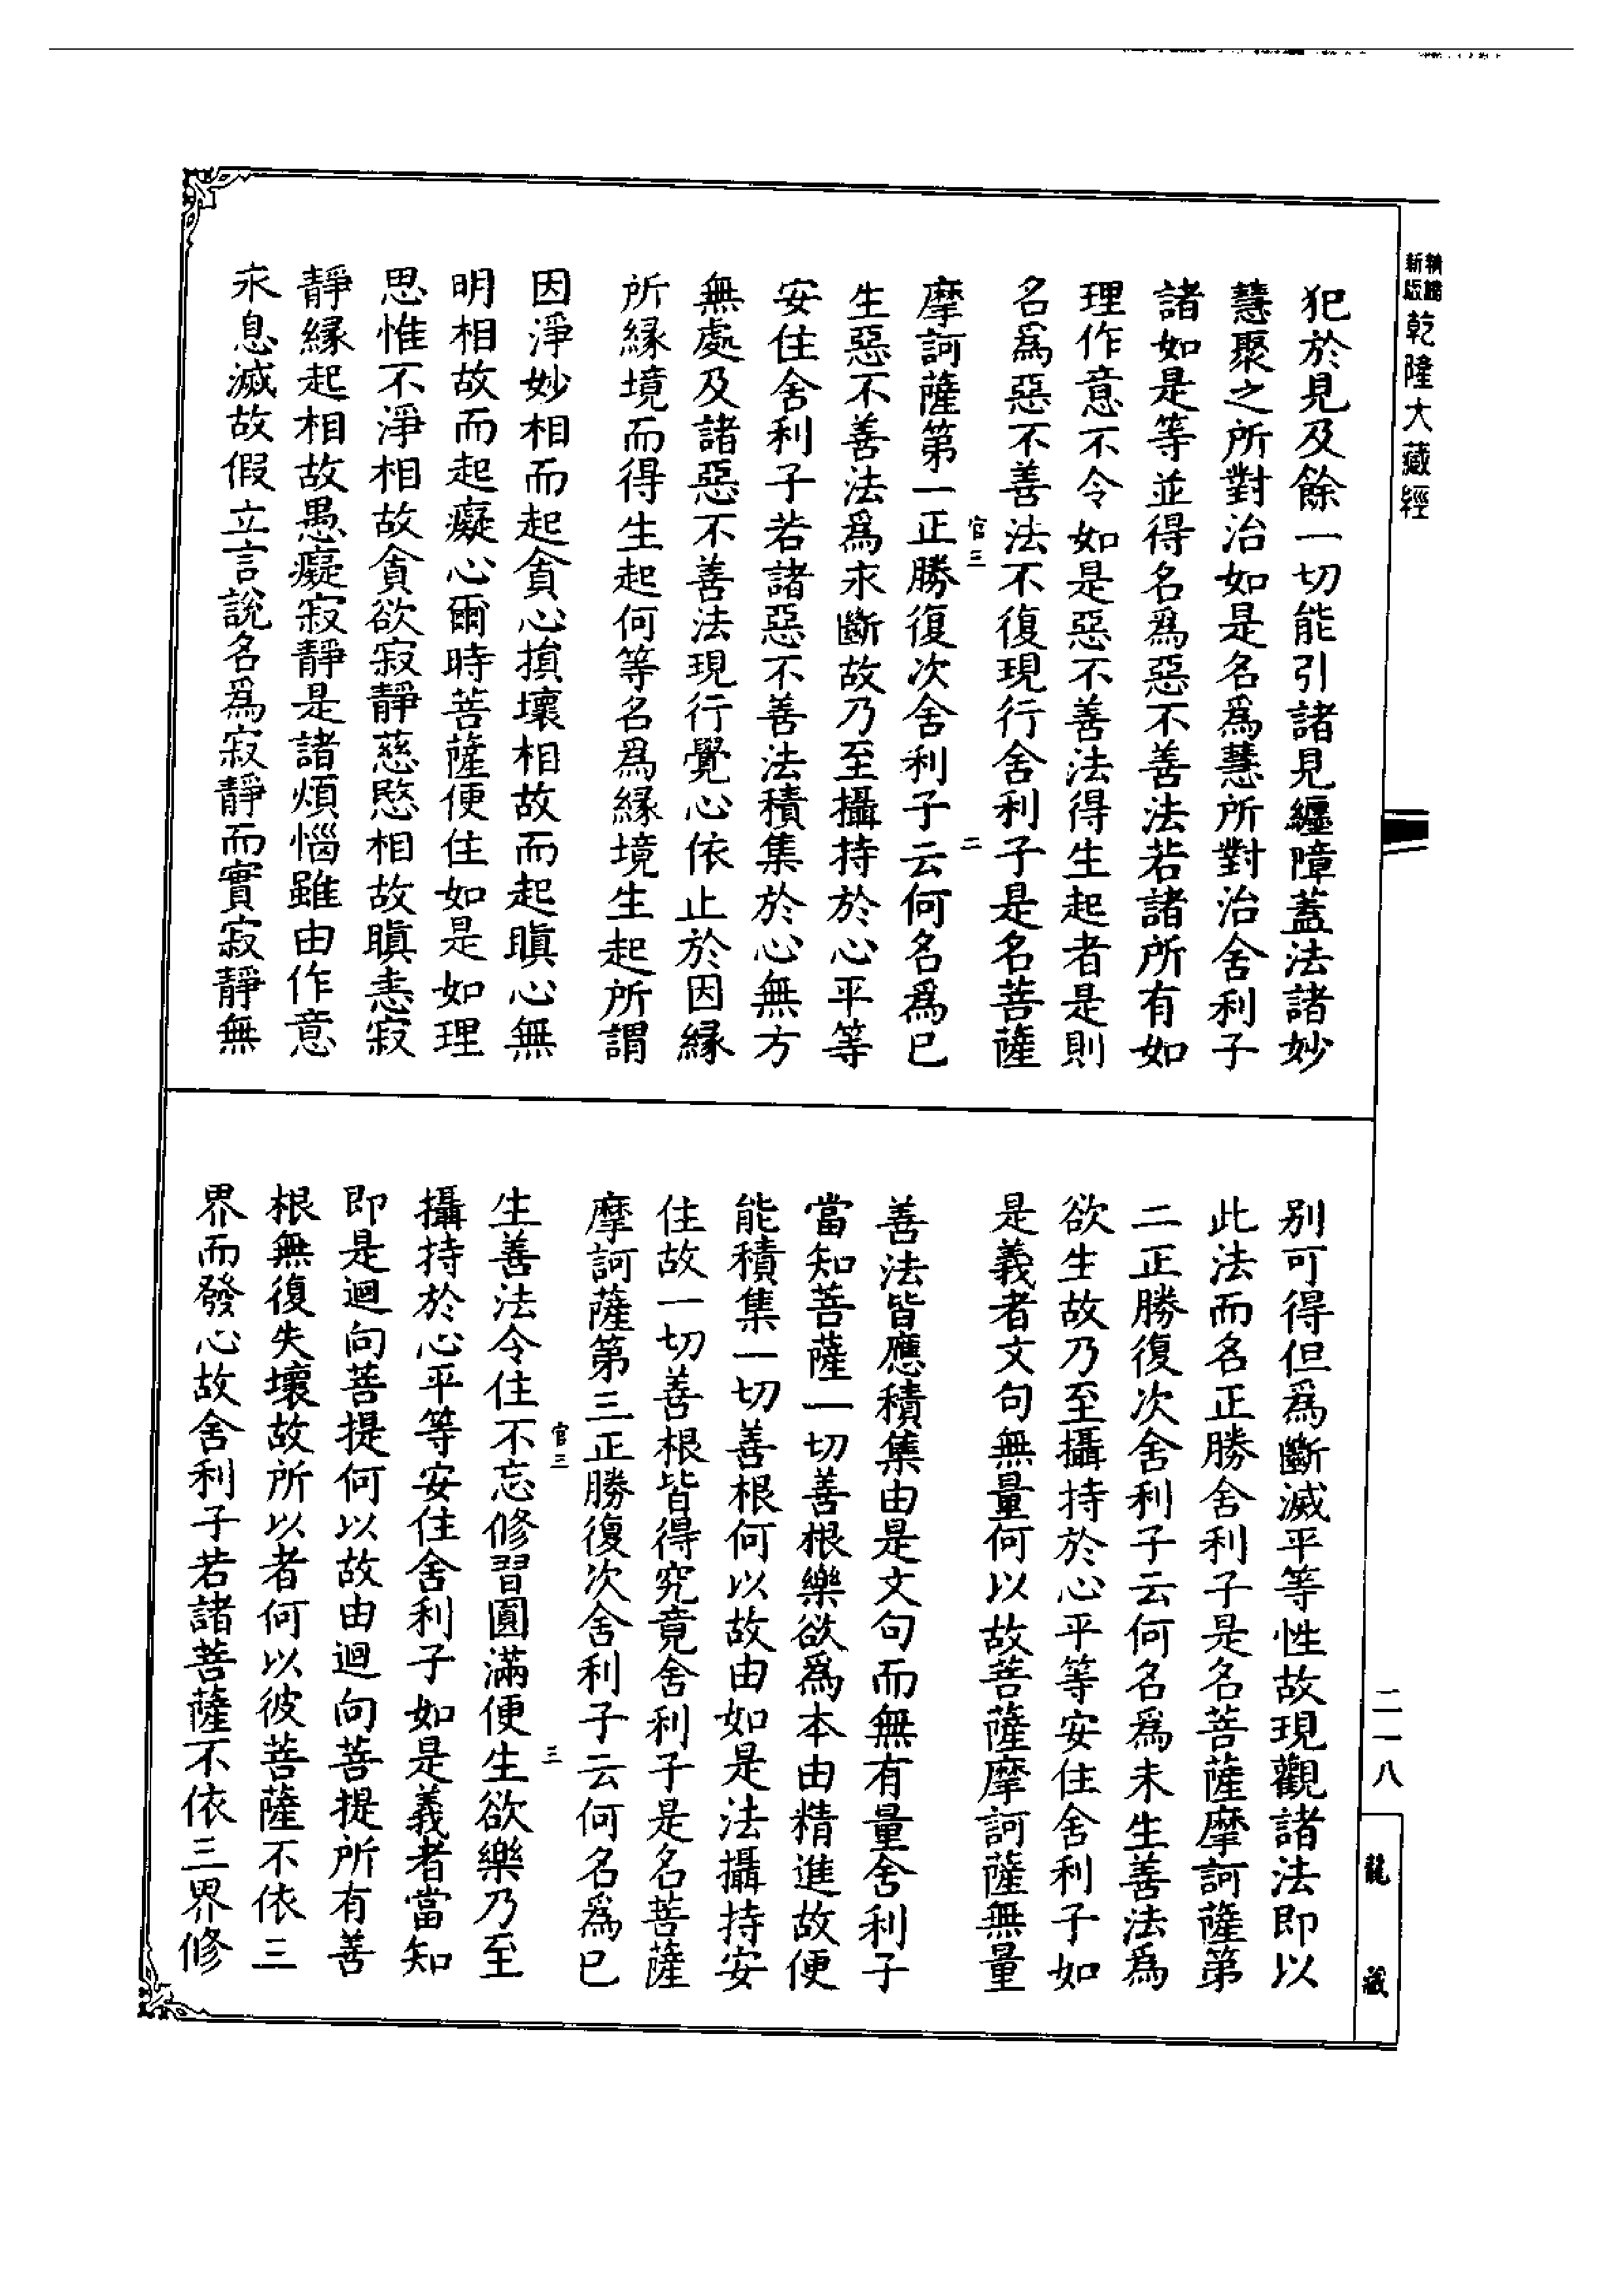 新版
精編
乾隆大藏經
犯於見及餘一切能引諸見纏障蓋法諸妙
慧聚之所對治如是名爲慧所對治舍利子
諸如是等並得名爲惡不善法若諸所有如
理作意不令如是惡不善法得生起者是則
名爲惡不善法不復現行舍利子是名菩薩
官三
二
摩訶薩第一正勝復次舍利子云何名爲已
生惡不善法爲求斷故乃至攝持於心平等
安住舍利子若諸惡不善法積集於心無方
無處及諸惡不善法現行覺心依止於因緣
所緣境而得生起何等名爲緣境生起所謂
因淨妙相而起貪心損壞相故而起瞋心無
明相故而起癡心爾時菩薩便住如是如理
思惟不淨相故貪欲寂靜慈愍相故瞋恚寂
靜緣起相故愚癡寂靜是諸煩惱雖由作意
永息滅故假立言說名爲寂靜而實寂靜無
別可得但爲斷滅平等性故現觀諸法即以
此法而名正勝舍利子是名菩薩摩訶薩第
二正勝復次舍利子云何名爲未生善法爲
欲生故乃至攝持於心平等安住舍利子如
是義者文句無量何以故菩薩摩訶薩無量
善法皆應積集由是文句而無有量舍利子
當知菩薩一切善根樂欲爲本由精進故便
能積集一切善根何以故由如是法攝持安
住故一切善根皆得究竟舍利子是名菩薩
摩訶薩第三正勝復次舍利子云何名爲已
官三
三
生善法令住不忘修習圓滿便生欲樂乃至
攝持於心平等安住舍利子如是義者當知
即是迴向菩提何以故由迴向菩提所有善
根無復失壞故所以者何以彼菩薩不依三
界而發心故舍利子若諸菩薩不依三界修
二一八
龍藏